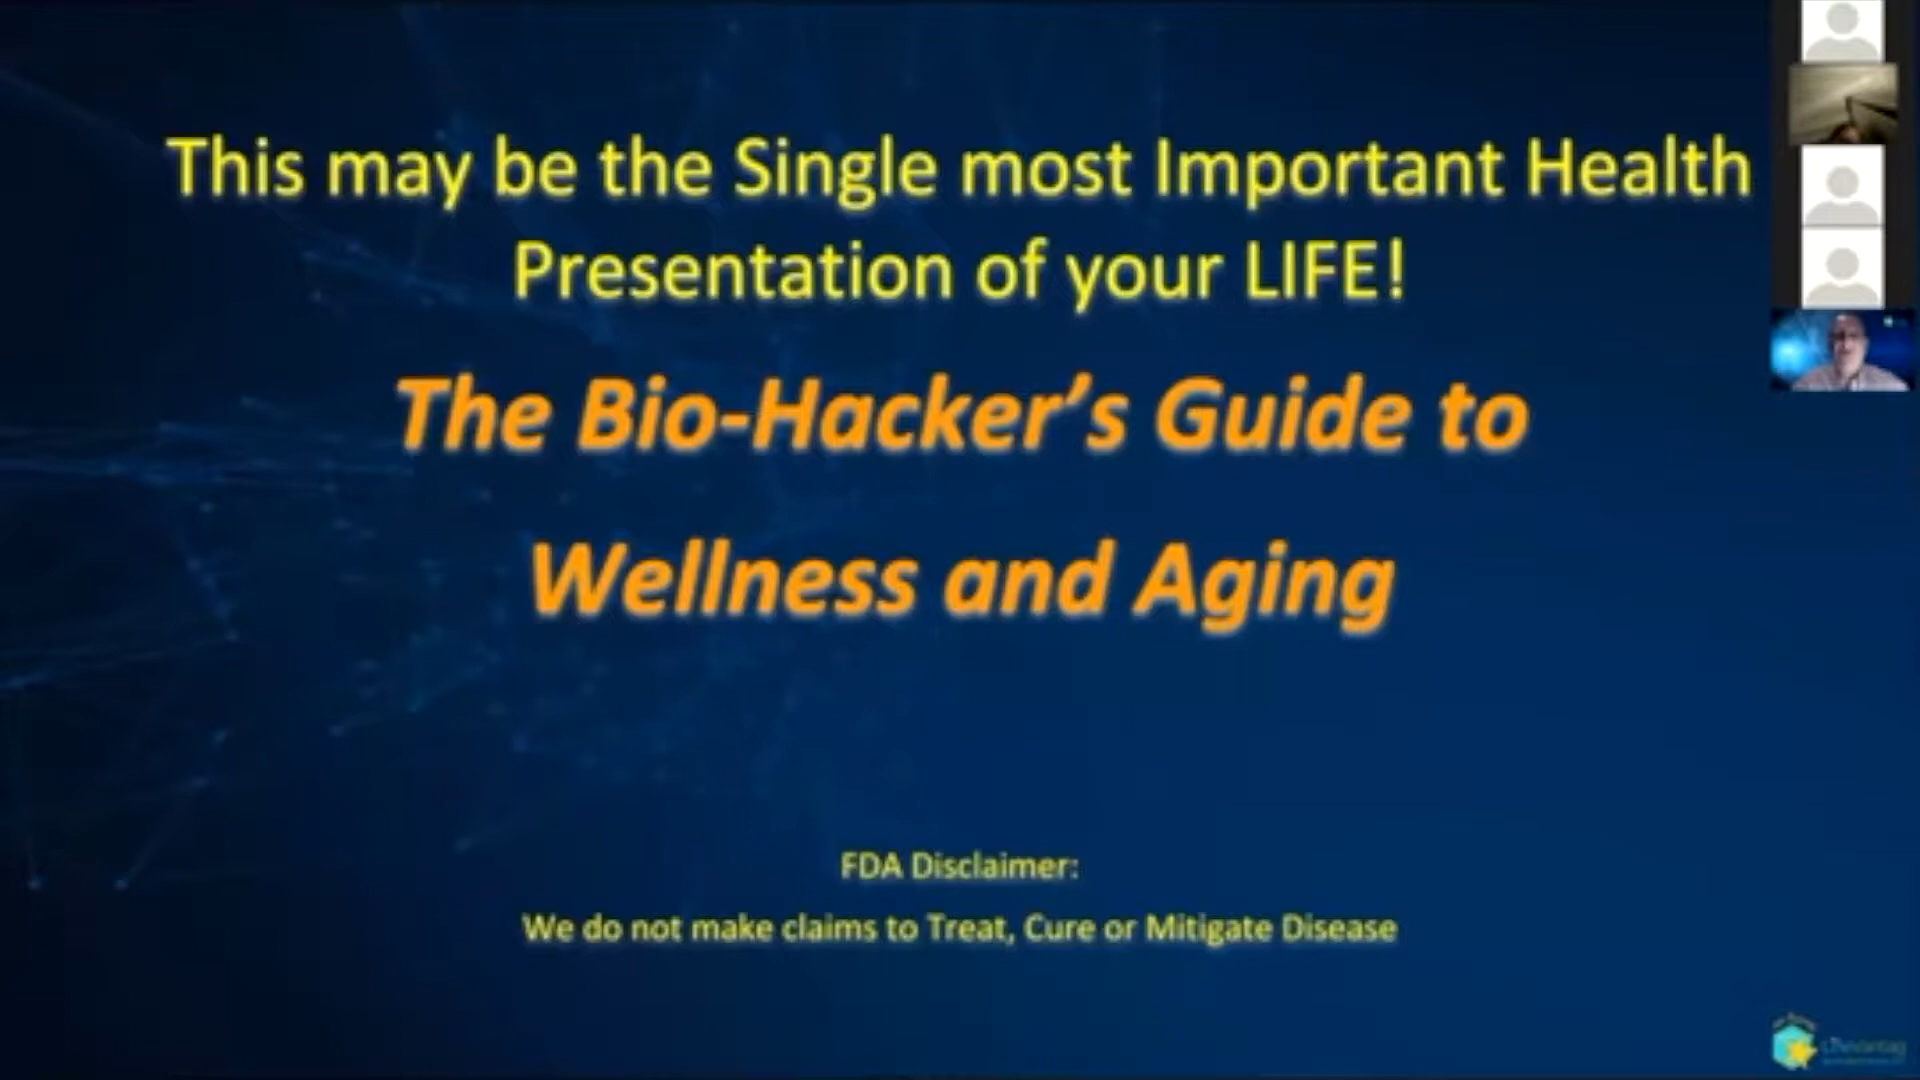 This may be the Single most Important Health
Presentation of your LIFE!
The Bio-Hacker's Guide to
Wellness and Aging
FDA Disclaimer:
We do not make claims to Treat, Cure or Mitigate Disease